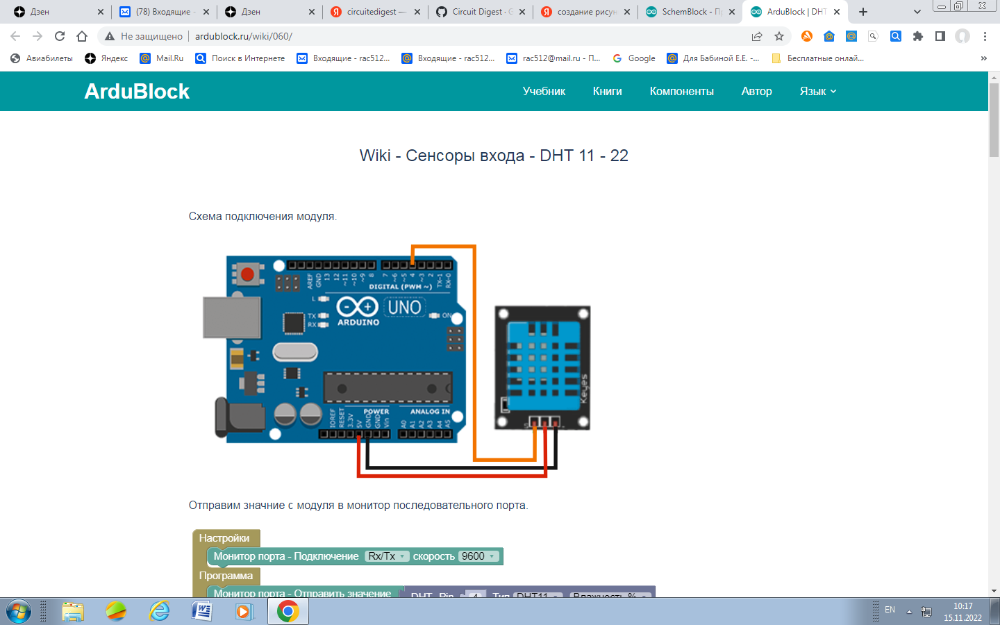 Дзен
(78) Входящие -
Дзен
circuitedigest —
Circuit Digest · G
создание рисун
SchemBlock - Пр
ArduBlock | DHT
Не защищено
ardublock.ru/wiki/060/
Авиабилеты
Яндекс
Mail.Ru
Поиск в Интернете
Входящие - rac512...
Входящие - rac512...
rac512@mail.ru - П...
Google
Для Бабиной Е.Е. -...
Бесплатные онлай...
»
ArduBlock
Учебник
Книги
Компоненты
Автор
Язык
Wiki - Сенсоры входа - DHT 11 - 22
Схема подключения модуля.
AREF
GND
13
12
~11
~10
~9
8
7
~6
~5
4
~3
2
TX-1
RX-0
DIGITAL (PWM ~)
L
TX
RX
ARDUINO
UNO
ON
Keyes
POWER
ANALOG IN
IOREF
RESET
3.3V
5V
GND
GND
Vin
A0
A1
A2
A3
A4
A5
Отправим значние с модуля в монитор последовательного порта.
Настройки
Монитор порта - Подключение Rx/Tx скорость 9600
Программа
Монитор порта - Отправить значение DHT Pin 4 Тип DHT11 Влажность %
EN
10:17
15.11.2022